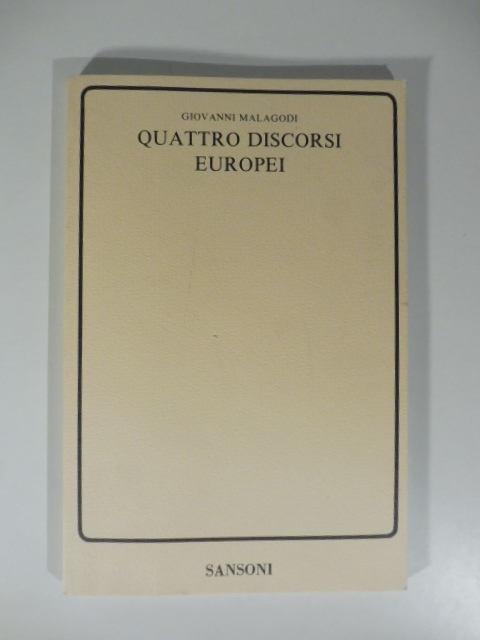 GIOVANNI MALAGODI
QUATTRO DISCORSI
EUROPEI
SANSONI